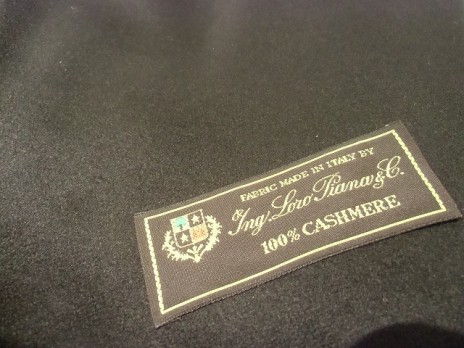 FABRIC MADE IN ITALY BY
Ing. Loro Piana & C.
100% CASHMERE